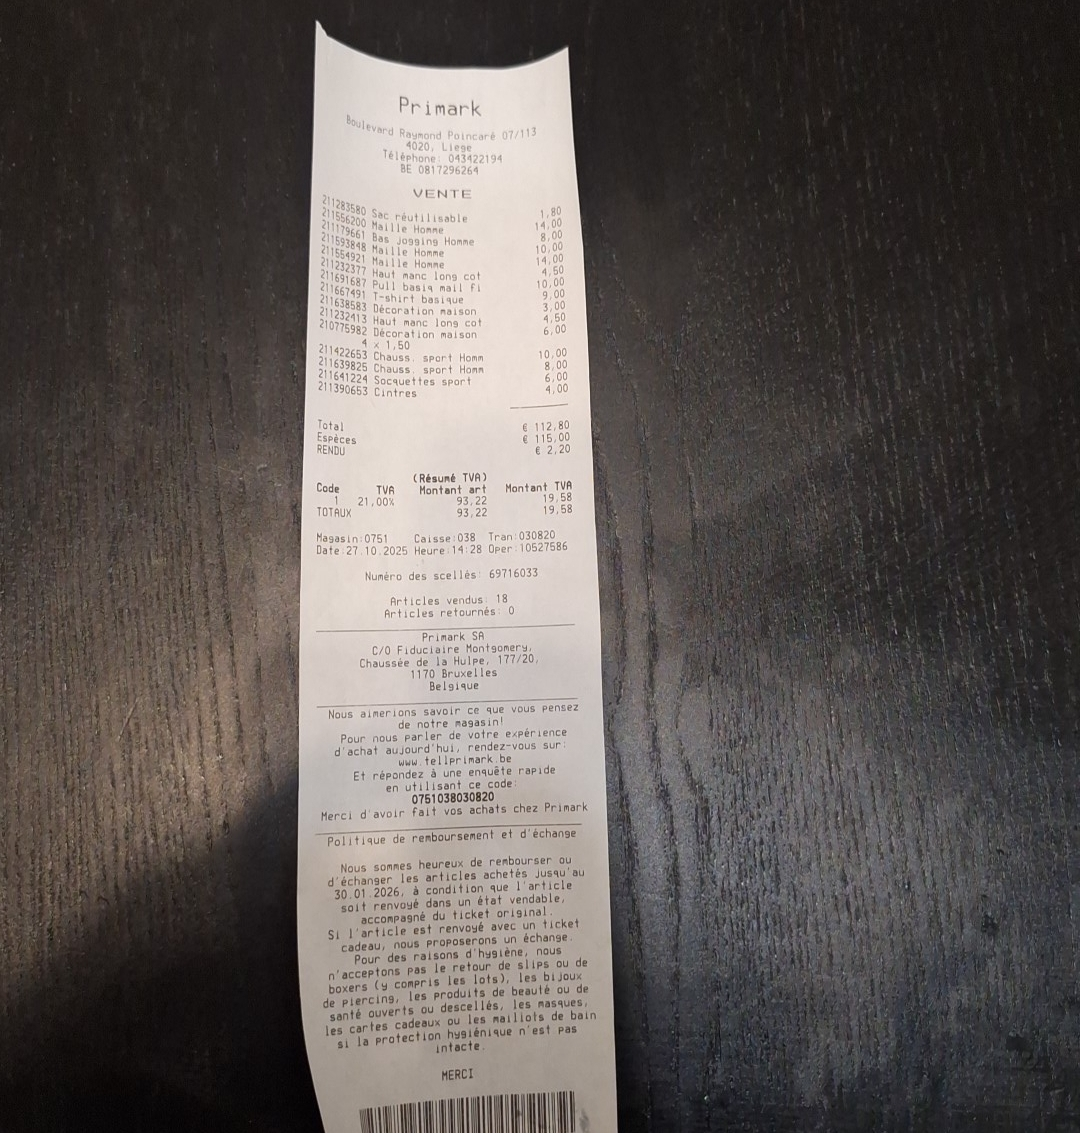 Primark
Boulevard Raymond Poincaré 07/113
4020, Liege
Téléphone: 043422194
BE 0817296264
VENTE
211283580 Sac réutilisable 1,80
211556200 Maille Homme 14,00
211179661 Bas Jogging Homme 8,00
211593848 Maille Homme 10,00
211554921 Maille Homme 14,00
211232377 Haut manc long cot 4,50
211691687 Pull basiq mail fi 10,00
211667491 T-shirt basique 9,00
211638583 Décoration maison 3,00
211232413 Haut manc long cot 4,50
210775982 Décoration maison 6,00
4 x 1,50
211422653 Chauss. sport Homm 10,00
211639825 Chauss. sport Homm 8,00
211641224 Socquettes sport 6,00
211390653 Cintres 4,00
Total € 112,80
Espèces € 115,00
RENDU € 2,20
(Résumé TVA)
Code TVA Montant art Montant TVA
1 21,00% 93,22 19,58
TOTAUX 93,22 19,58
Magasin:0751 Caisse:038 Tran:030820
Date:27.10.2025 Heure:14:28 Oper:10527586
Numéro des scellés: 69716033
Articles vendus: 18
Articles retournés: 0
Primark SA
C/O Fiduciaire Montgomery,
Chaussée de la Hulpe, 177/20,
1170 Bruxelles
Belgique
Nous aimerions savoir ce que vous pensez
de notre magasin!
Pour nous parler de votre expérience
d'achat aujourd'hui, rendez-vous sur:
www.tellprimark.be
Et répondez à une enquête rapide
en utilisant ce code:
0751038030820
Merci d'avoir fait vos achats chez Primark
Politique de remboursement et d'échange
Nous sommes heureux de rembourser ou
d'échanger les articles achetés jusqu'au
30.01.2026, à condition que l'article
soit renvoyé dans un état vendable,
accompagné du ticket original.
Si l'article est renvoyé avec un ticket
cadeau, nous proposerons un échange.
Pour des raisons d'hygiène, nous
n'acceptons pas le retour de slips ou de
boxers (y compris les lots), les bijoux
de piercing, les produits de beauté ou de
santé ouverts ou descellés, les masques,
les cartes cadeaux ou les maillots de bain
si la protection hygiénique n'est pas
intacte.
MERCI